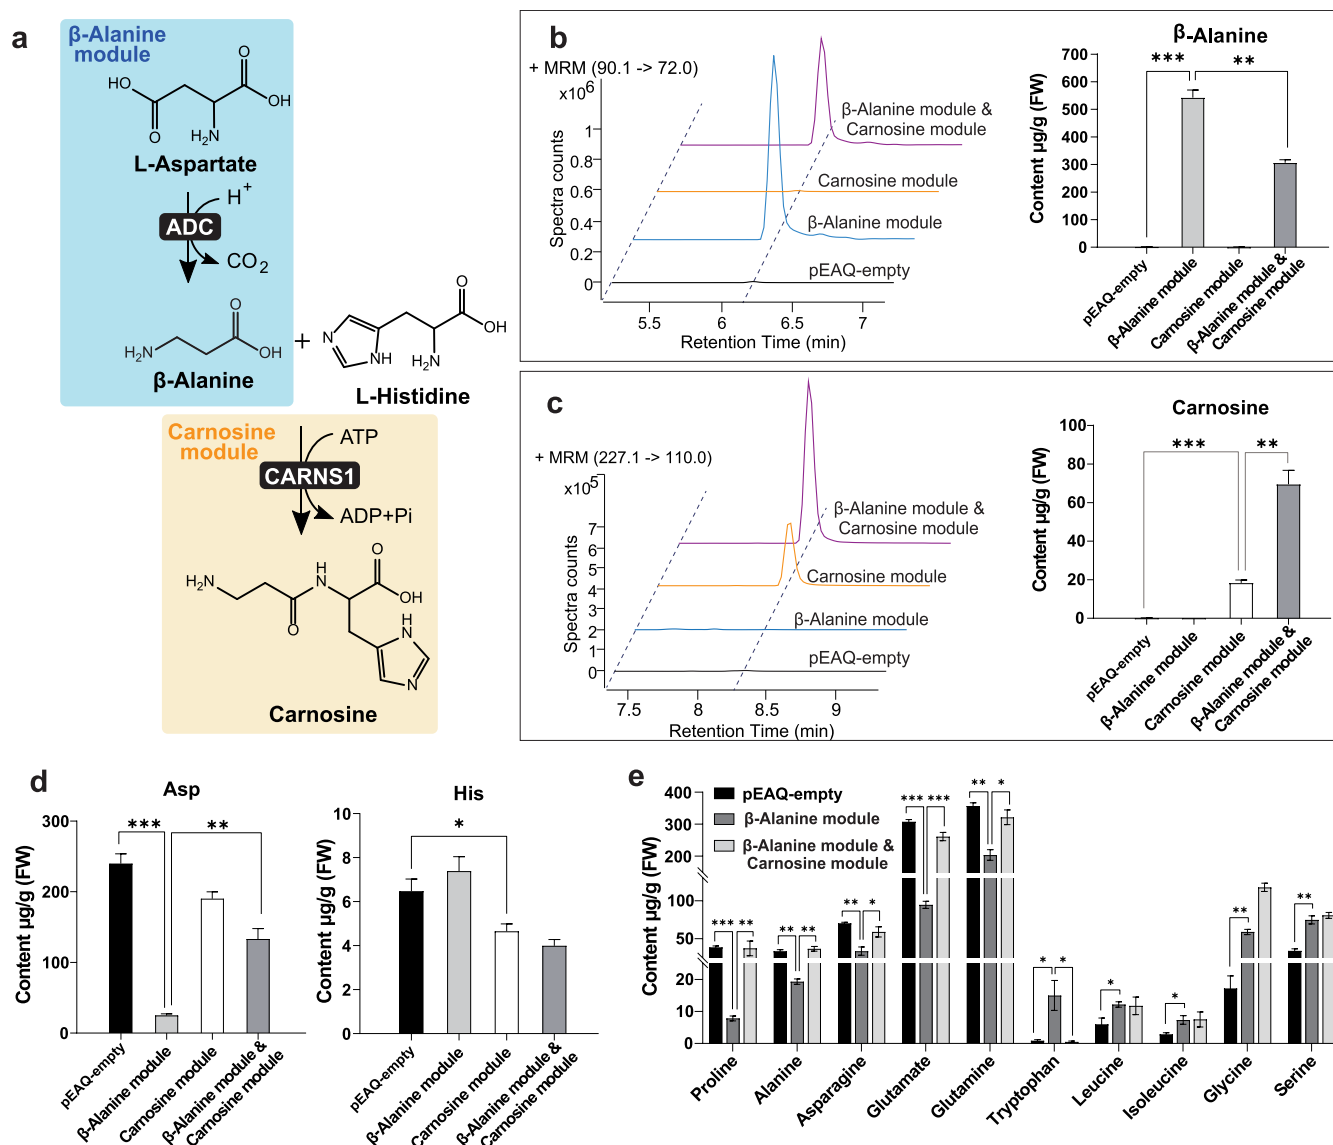 a
β-Alanine
module
HO
O
O
OH
H₂N
L-Aspartate
H⁺
ADC
CO₂
H₂N
O
OH
β-Alanine
+
N
NH
O
OH
H₂N
L-Histidine
Carnosine
module
ATP
CARNS1
ADP+Pi
H₂N
O
H
N
O
OH
H
N
N
Carnosine
b
+ MRM (90.1 -> 72.0)
x10⁶
Spectra counts
1
0.8
0.6
0.4
0.2
0
β-Alanine module &
Carnosine module
Carnosine module
β-Alanine module
pEAQ-empty
5.5 6 6.5 7
Retention Time (min)
β-Alanine
Content µg/g (FW)
700
600
500
400
300
200
100
0
*** **
pEAQ-empty
β-Alanine module
Carnosine module
β-Alanine module &
Carnosine module
c
+ MRM (227.1 -> 110.0)
x10⁵
Spectra counts
7
6
5
4
3
2
1
0
β-Alanine module &
Carnosine module
Carnosine module
β-Alanine module
pEAQ-empty
7.5 8 8.5 9
Retention Time (min)
Carnosine
Content µg/g (FW)
100
80
60
40
20
0
*** **
pEAQ-empty
β-Alanine module
Carnosine module
β-Alanine module &
Carnosine module
d
Asp
Content µg/g (FW)
300
200
100
0
*** **
pEAQ-empty
β-Alanine module
Carnosine module
β-Alanine module &
Carnosine module
His
Content µg/g (FW)
10
8
6
4
2
0
*
pEAQ-empty
β-Alanine module
Carnosine module
β-Alanine module &
Carnosine module
e
pEAQ-empty
β-Alanine module
β-Alanine module &
Carnosine module
Content µg/g (FW)
400
300
200
100
50
20
10
0
*** **
** **
** *
*** ***
** *
* *
*
*
**
**
Proline
Alanine
Asparagine
Glutamate
Glutamine
Tryptophan
Leucine
Isoleucine
Glycine
Serine